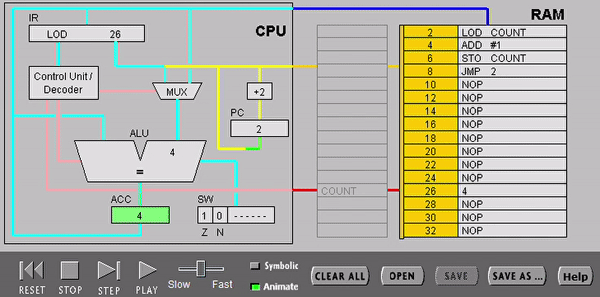 IR
CPU
RAM
LOD 26
Control Unit / Decoder
MUX
+2
PC
2
ALU
4
=
ACC
4
SW
1 0 ------
Z N
COUNT
2 LOD COUNT
4 ADD #1
6 STO COUNT
8 JMP 2
10 NOP
12 NOP
14 NOP
16 NOP
18 NOP
20 NOP
22 NOP
24 NOP
26 4
28 NOP
30 NOP
32 NOP
RESET
STOP
STEP
PLAY
Slow Fast
Symbolic
Animate
CLEAR ALL
OPEN
SAVE
SAVE AS ...
Help